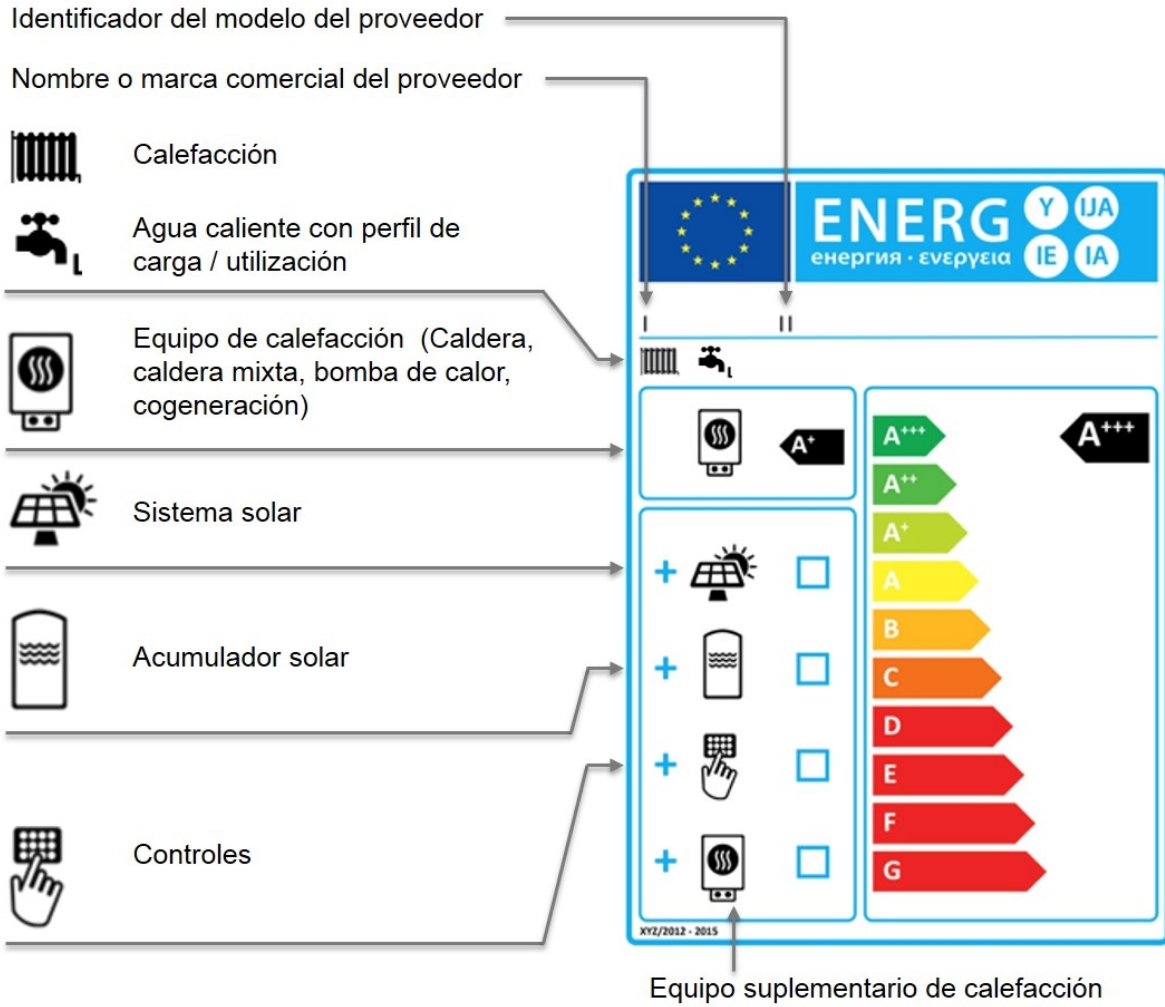 Identificador del modelo del proveedor
Nombre o marca comercial del proveedor
Calefacción
Agua caliente con perfil de
carga / utilización
Equipo de calefacción (Caldera,
caldera mixta, bomba de calor,
cogeneración)
Sistema solar
Acumulador solar
Controles
ENERG
Y IJA
IE IA
енергия · ενεργεια
I II
A+
A+++
A+++
A++
A+
A
B
C
D
E
F
G
XYZ/2012 - 2015
Equipo suplementario de calefacción